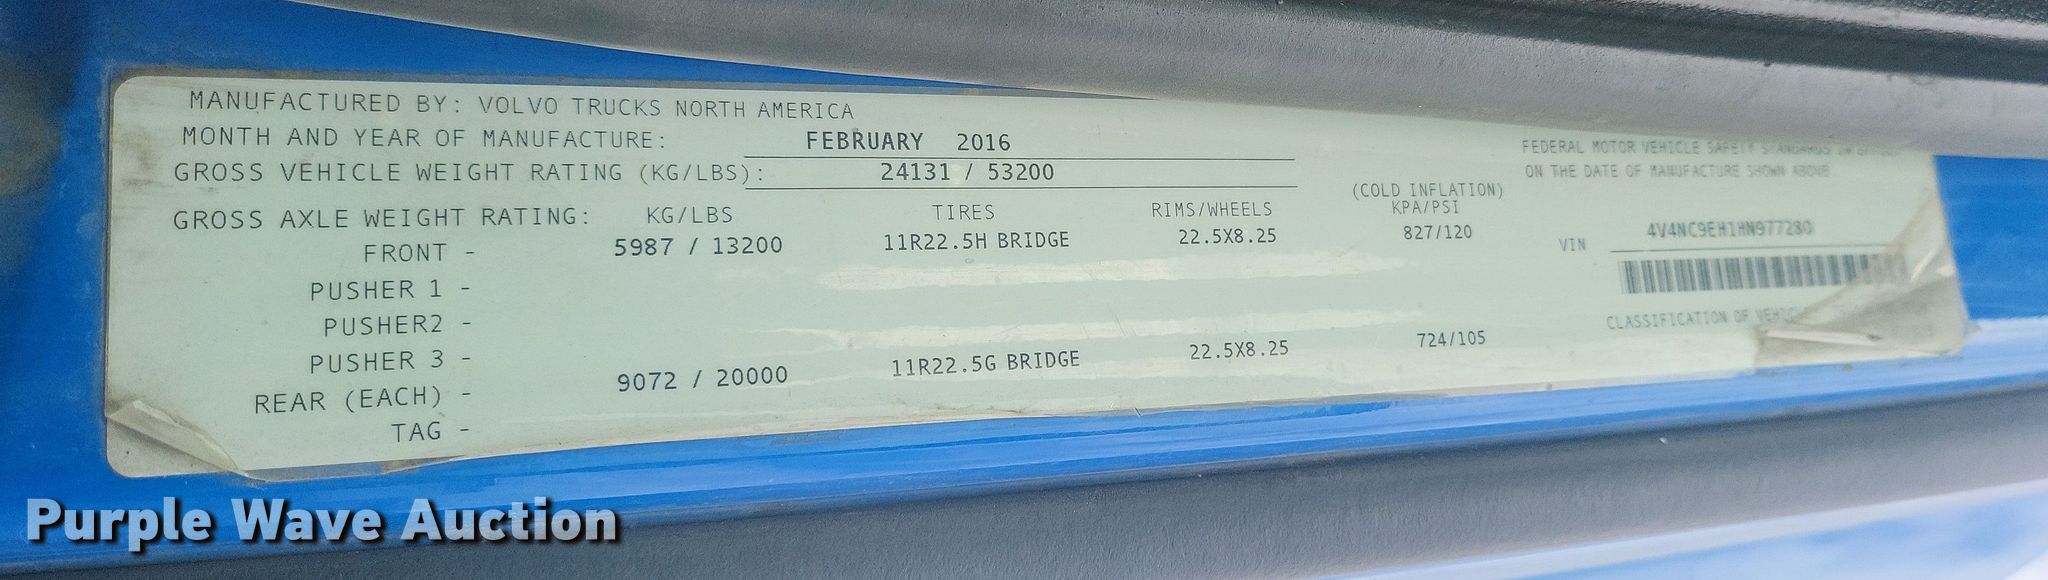 MANUFACTURED BY: VOLVO TRUCKS NORTH AMERICA
MONTH AND YEAR OF MANUFACTURE: FEBRUARY 2016
GROSS VEHICLE WEIGHT RATING (KG/LBS): 24131 / 53200
FEDERAL MOTOR VEHICLE SAFETY STANDARDS
ON THE DATE OF MANUFACTURE SHOWN ABOVE.
(COLD INFLATION)
GROSS AXLE WEIGHT RATING: KG/LBS TIRES RIMS/WHEELS KPA/PSI
FRONT - 5987 / 13200 11R22.5H BRIDGE 22.5X8.25 827/120
VIN 4V4NC9EH1HN977280
PUSHER 1 -
PUSHER2 -
CLASSIFICATION OF
PUSHER 3 -
REAR (EACH) - 9072 / 20000 11R22.5G BRIDGE 22.5X8.25 724/105
TAG -
Purple Wave Auction